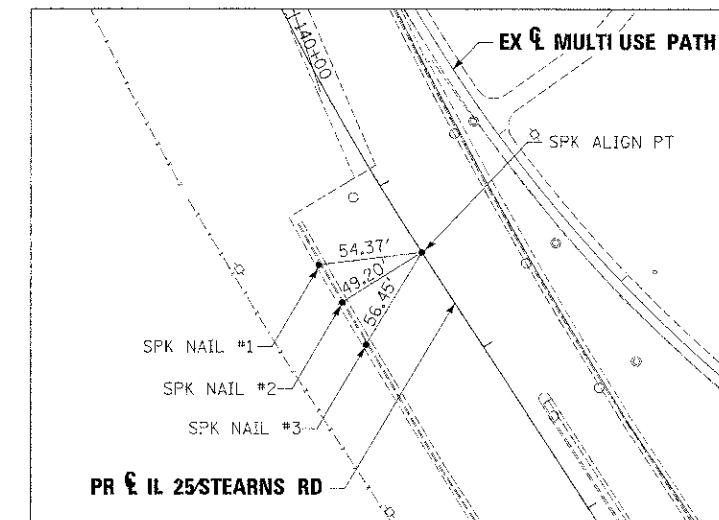 EX ℄ MULTI USE PATH
140+00
SPK ALIGN PT
54.37'
49.20'
56.45'
SPK NAIL #1
SPK NAIL #2
SPK NAIL #3
PR ℄ IL 25/STEARNS RD